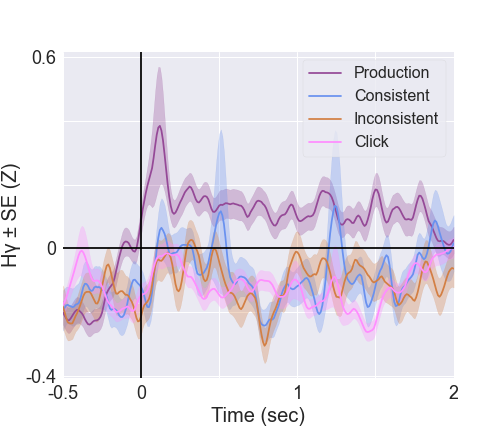 Hγ ± SE (Z)
0.6
0
-0.4
Production
Consistent
Inconsistent
Click
-0.5 0 1 2
Time (sec)